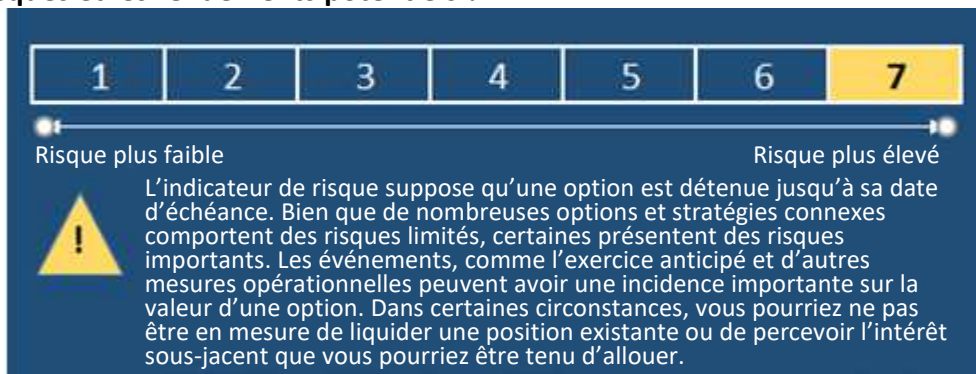 1 2 3 4 5 6 7
Risque plus faible Risque plus élevé
L’indicateur de risque suppose qu’une option est détenue jusqu’à sa date
d’échéance. Bien que de nombreuses options et stratégies connexes
comportent des risques limités, certaines présentent des risques
importants. Les événements, comme l’exercice anticipé et d’autres
mesures opérationnelles peuvent avoir une incidence importante sur la
valeur d’une option. Dans certaines circonstances, vous pourriez ne pas
être en mesure de liquider une position existante ou de percevoir l’intérêt
sous-jacent que vous pourriez être tenu d’allouer.